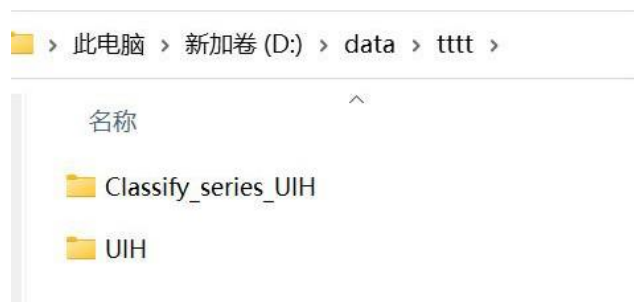 此电脑 > 新加卷 (D:) > data > tttt >
名称
Classify_series_UIH
UIH